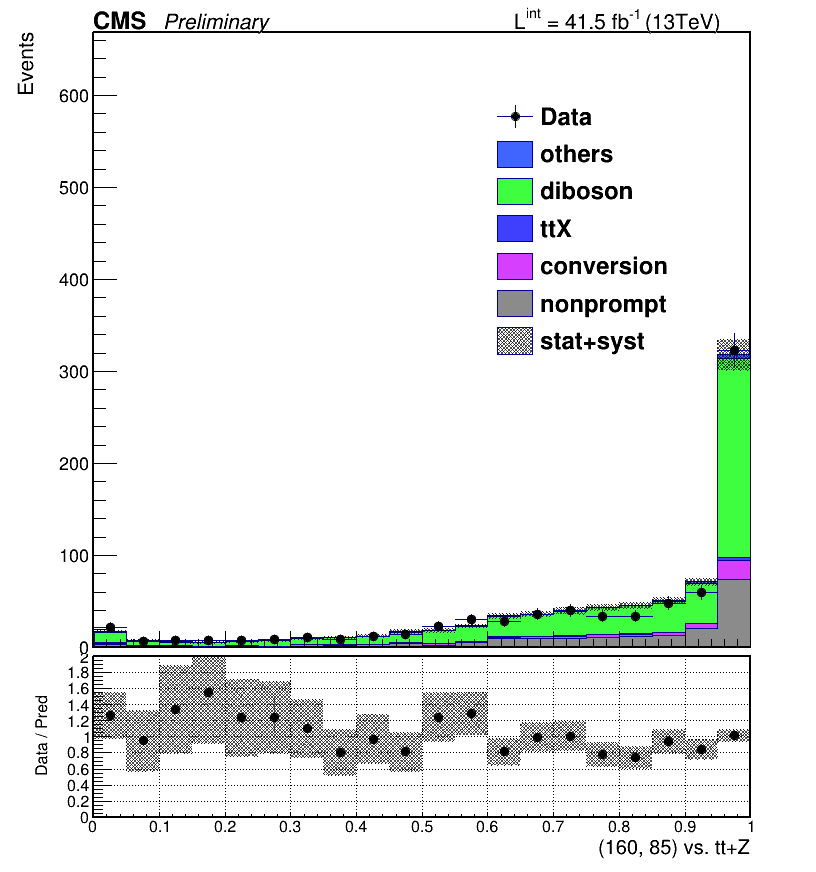 CMS Preliminary L^int = 41.5 fb^-1 (13TeV)
Events
600
500
400
300
200
100
0
Data
others
diboson
ttX
conversion
nonprompt
stat+syst
Data / Pred
2
1.8
1.6
1.4
1.2
1
0.8
0.6
0.4
0.2
0
0 0.1 0.2 0.3 0.4 0.5 0.6 0.7 0.8 0.9 1
(160, 85) vs. tt+Z